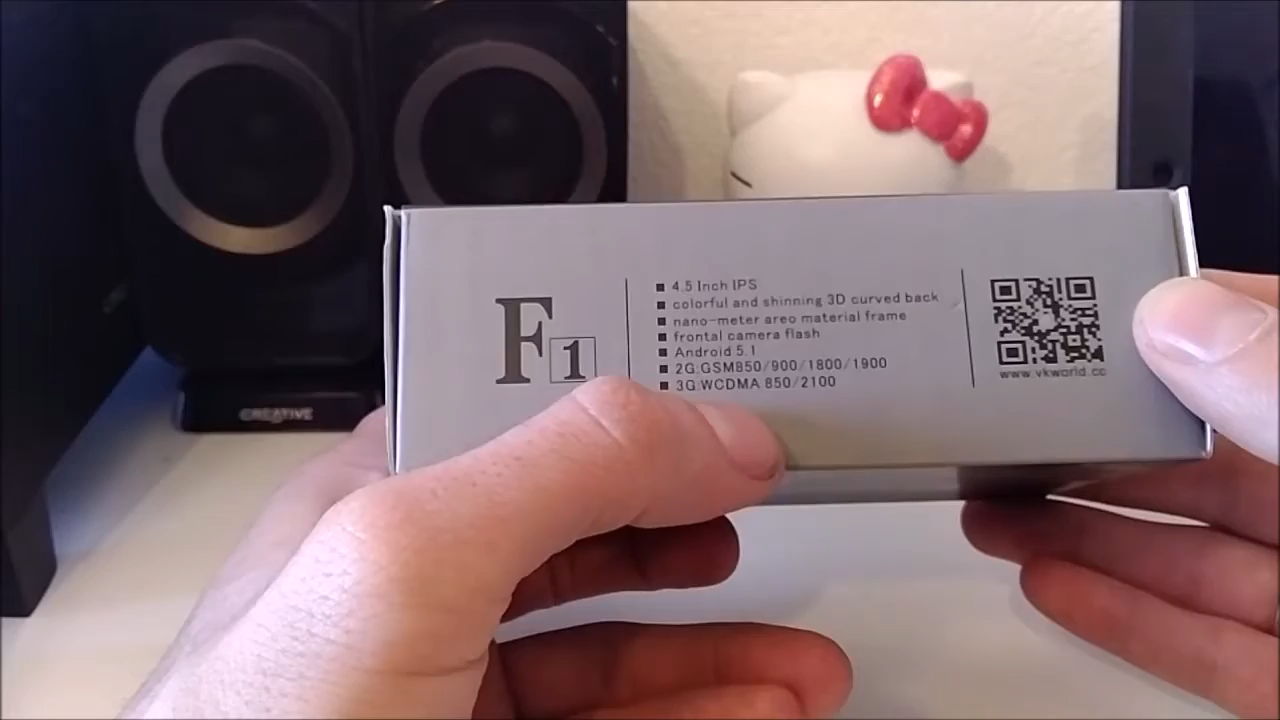 F1
■ 4.5 Inch IPS
■ colorful and shinning 3D curved back
■ nano-meter areo material frame
■ frontal camera flash
■ Android 5.1
■ 2G:GSM850/900/1800/1900
■ 3G:WCDMA 850/2100
www.vkworld.cc
CREATIVE